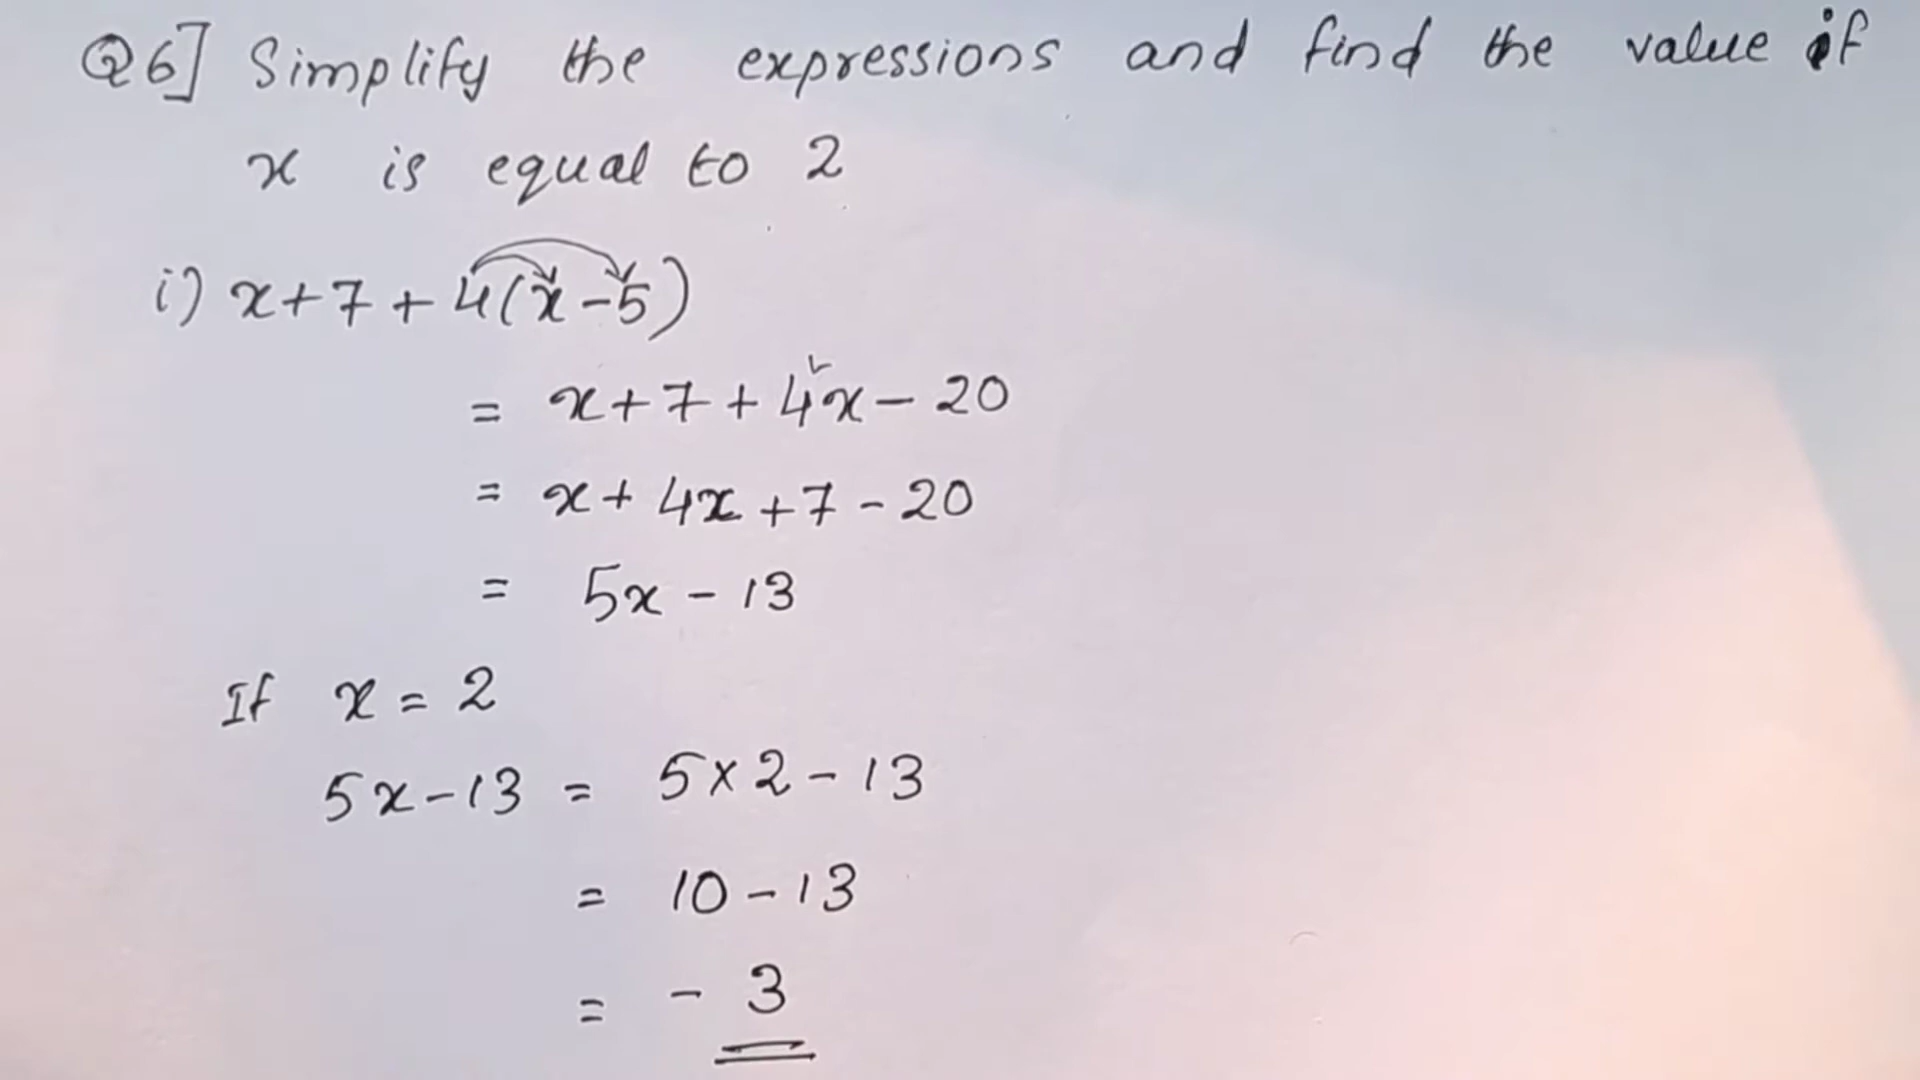 Q6] Simplify the expressions and find the value if
x is equal to 2
i) x+7+4(x-5)
= x+7+4x-20
= x+4x+7-20
= 5x-13
If x=2
5x-13 = 5×2-13
= 10-13
= -3